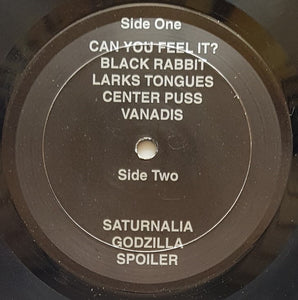 Side One
CAN YOU FEEL IT?
BLACK RABBIT
LARKS TONGUES
CENTER PUSS
VANADIS
Side Two
SATURNALIA
GODZILLA
SPOILER